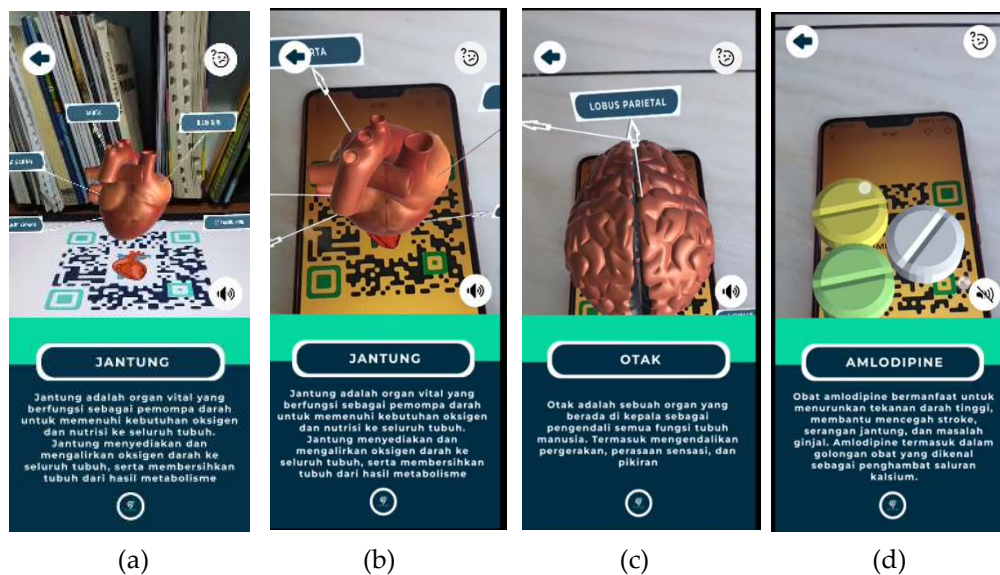 RTA
LOBUS PARIETAL
JANTUNG
Jantung adalah organ vital yang
berfungsi sebagai pemompa darah
untuk memenuhi kebutuhan oksigen
dan nutrisi ke seluruh tubuh.
Jantung menyediakan dan
mengalirkan oksigen darah ke
seluruh tubuh, serta membersihkan
tubuh dari hasil metabolisme
(a)
JANTUNG
Jantung adalah organ vital yang
berfungsi sebagai pemompa darah
untuk memenuhi kebutuhan oksigen
dan nutrisi ke seluruh tubuh.
Jantung menyediakan dan
mengalirkan oksigen darah ke
seluruh tubuh, serta membersihkan
tubuh dari hasil metabolisme
(b)
OTAK
Otak adalah sebuah organ yang
berada di kepala sebagai
pengendali semua fungsi tubuh
manusia. Termasuk mengendalikan
pergerakan, perasaan sensasi, dan
pikiran
(c)
AMLODIPINE
Obat amlodipine bermanfaat untuk
menurunkan tekanan darah tinggi,
membantu mencegah stroke,
serangan jantung, dan masalah
ginjal. Amlodipine termasuk dalam
golongan obat yang dikenal
sebagai penghambat saluran
kalsium.
(d)